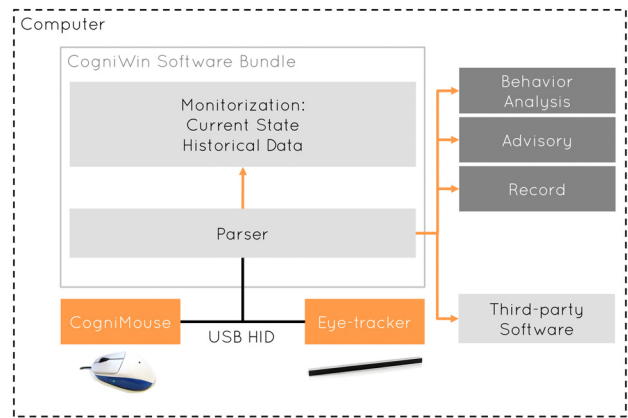 Computer
CogniWin Software Bundle
Monitorization:
Current State
Historical Data
Parser
CogniMouse
USB HID
Eye-tracker
Behavior
Analysis
Advisory
Record
Third-party
Software